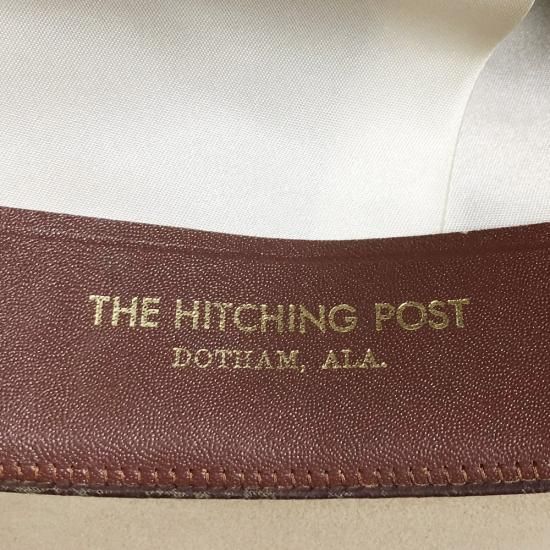 THE HITCHING POST
DOTHAM, ALA.